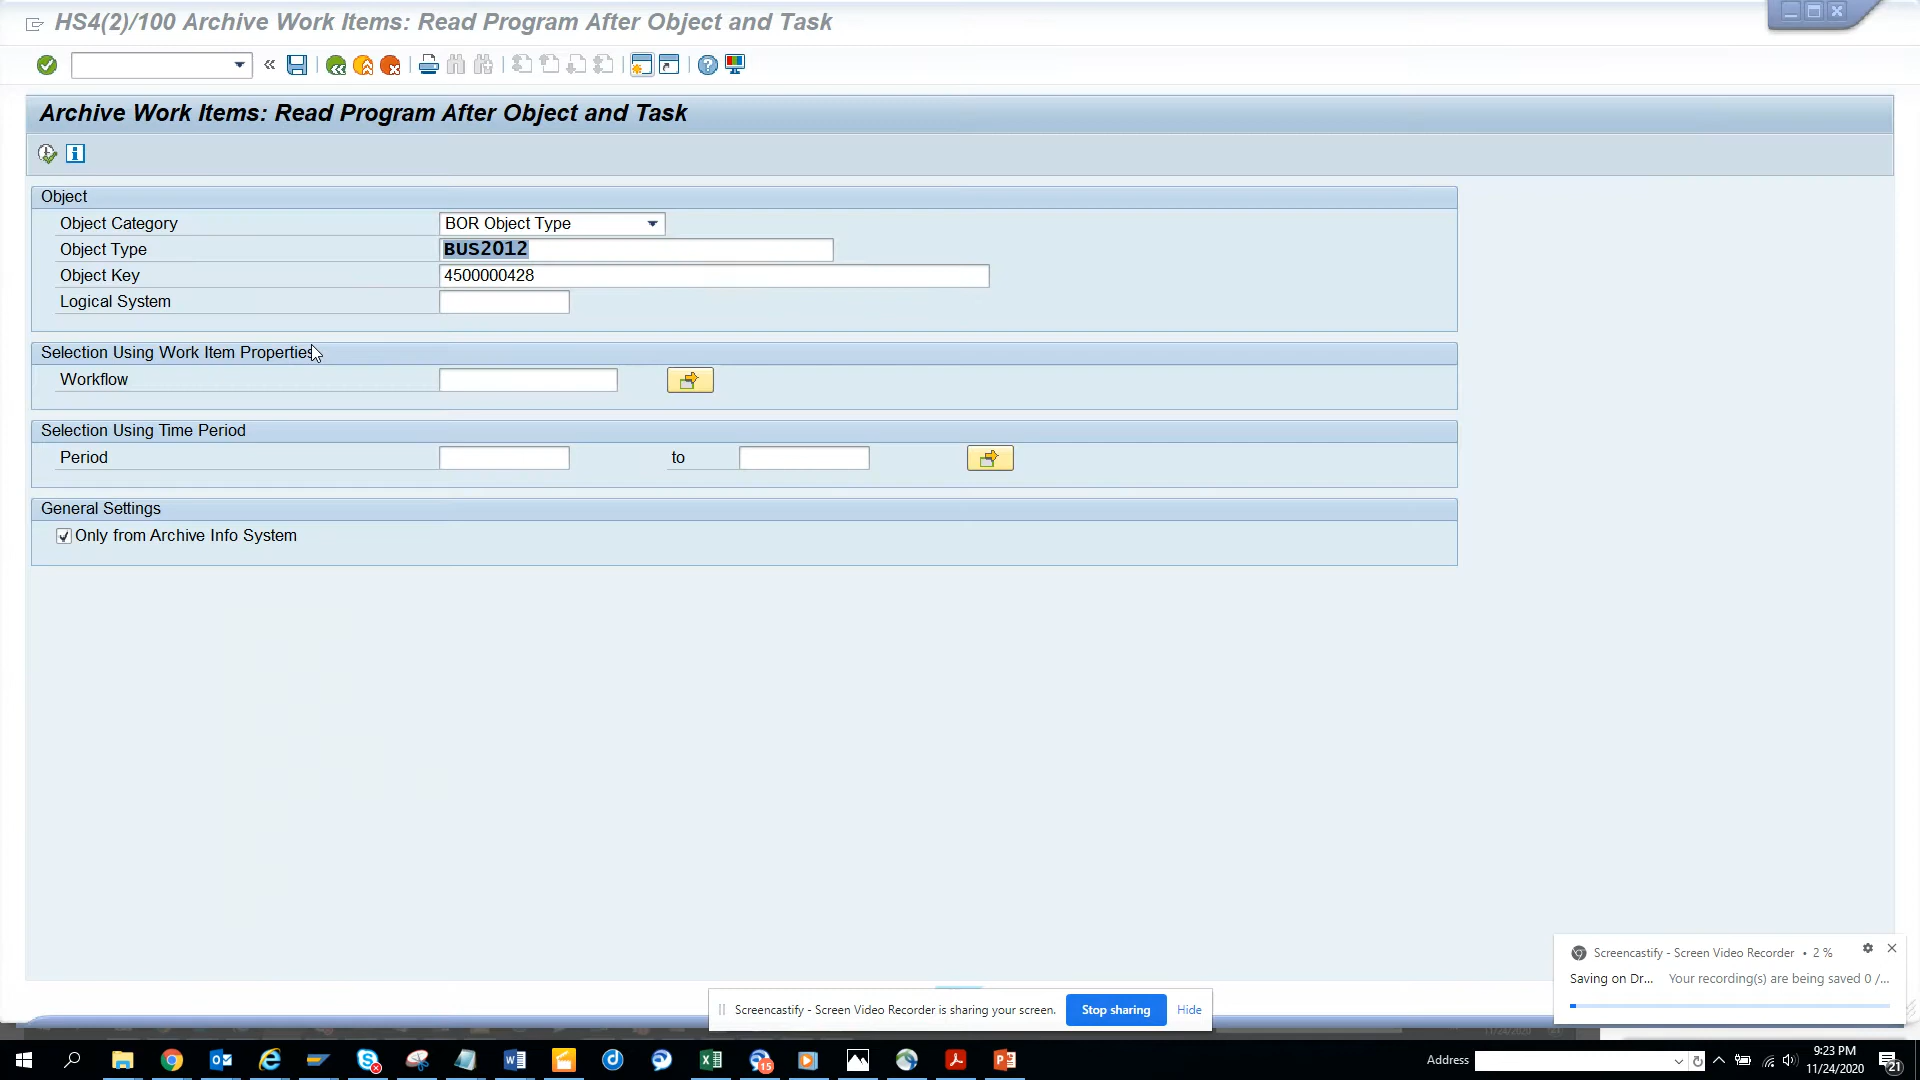 HS4(2)/100 Archive Work Items: Read Program After Object and Task
Archive Work Items: Read Program After Object and Task
Object
Object Category BOR Object Type
Object Type BUS2012
Object Key 4500000428
Logical System
Selection Using Work Item Properties
Workflow
Selection Using Time Period
Period to
General Settings
Only from Archive Info System
Screencastify - Screen Video Recorder • 2 %
Saving on Dr... Your recording(s) are being saved 0 /...
Screencastify - Screen Video Recorder is sharing your screen. Stop sharing Hide
Address
9:23 PM
11/24/2020
15
21